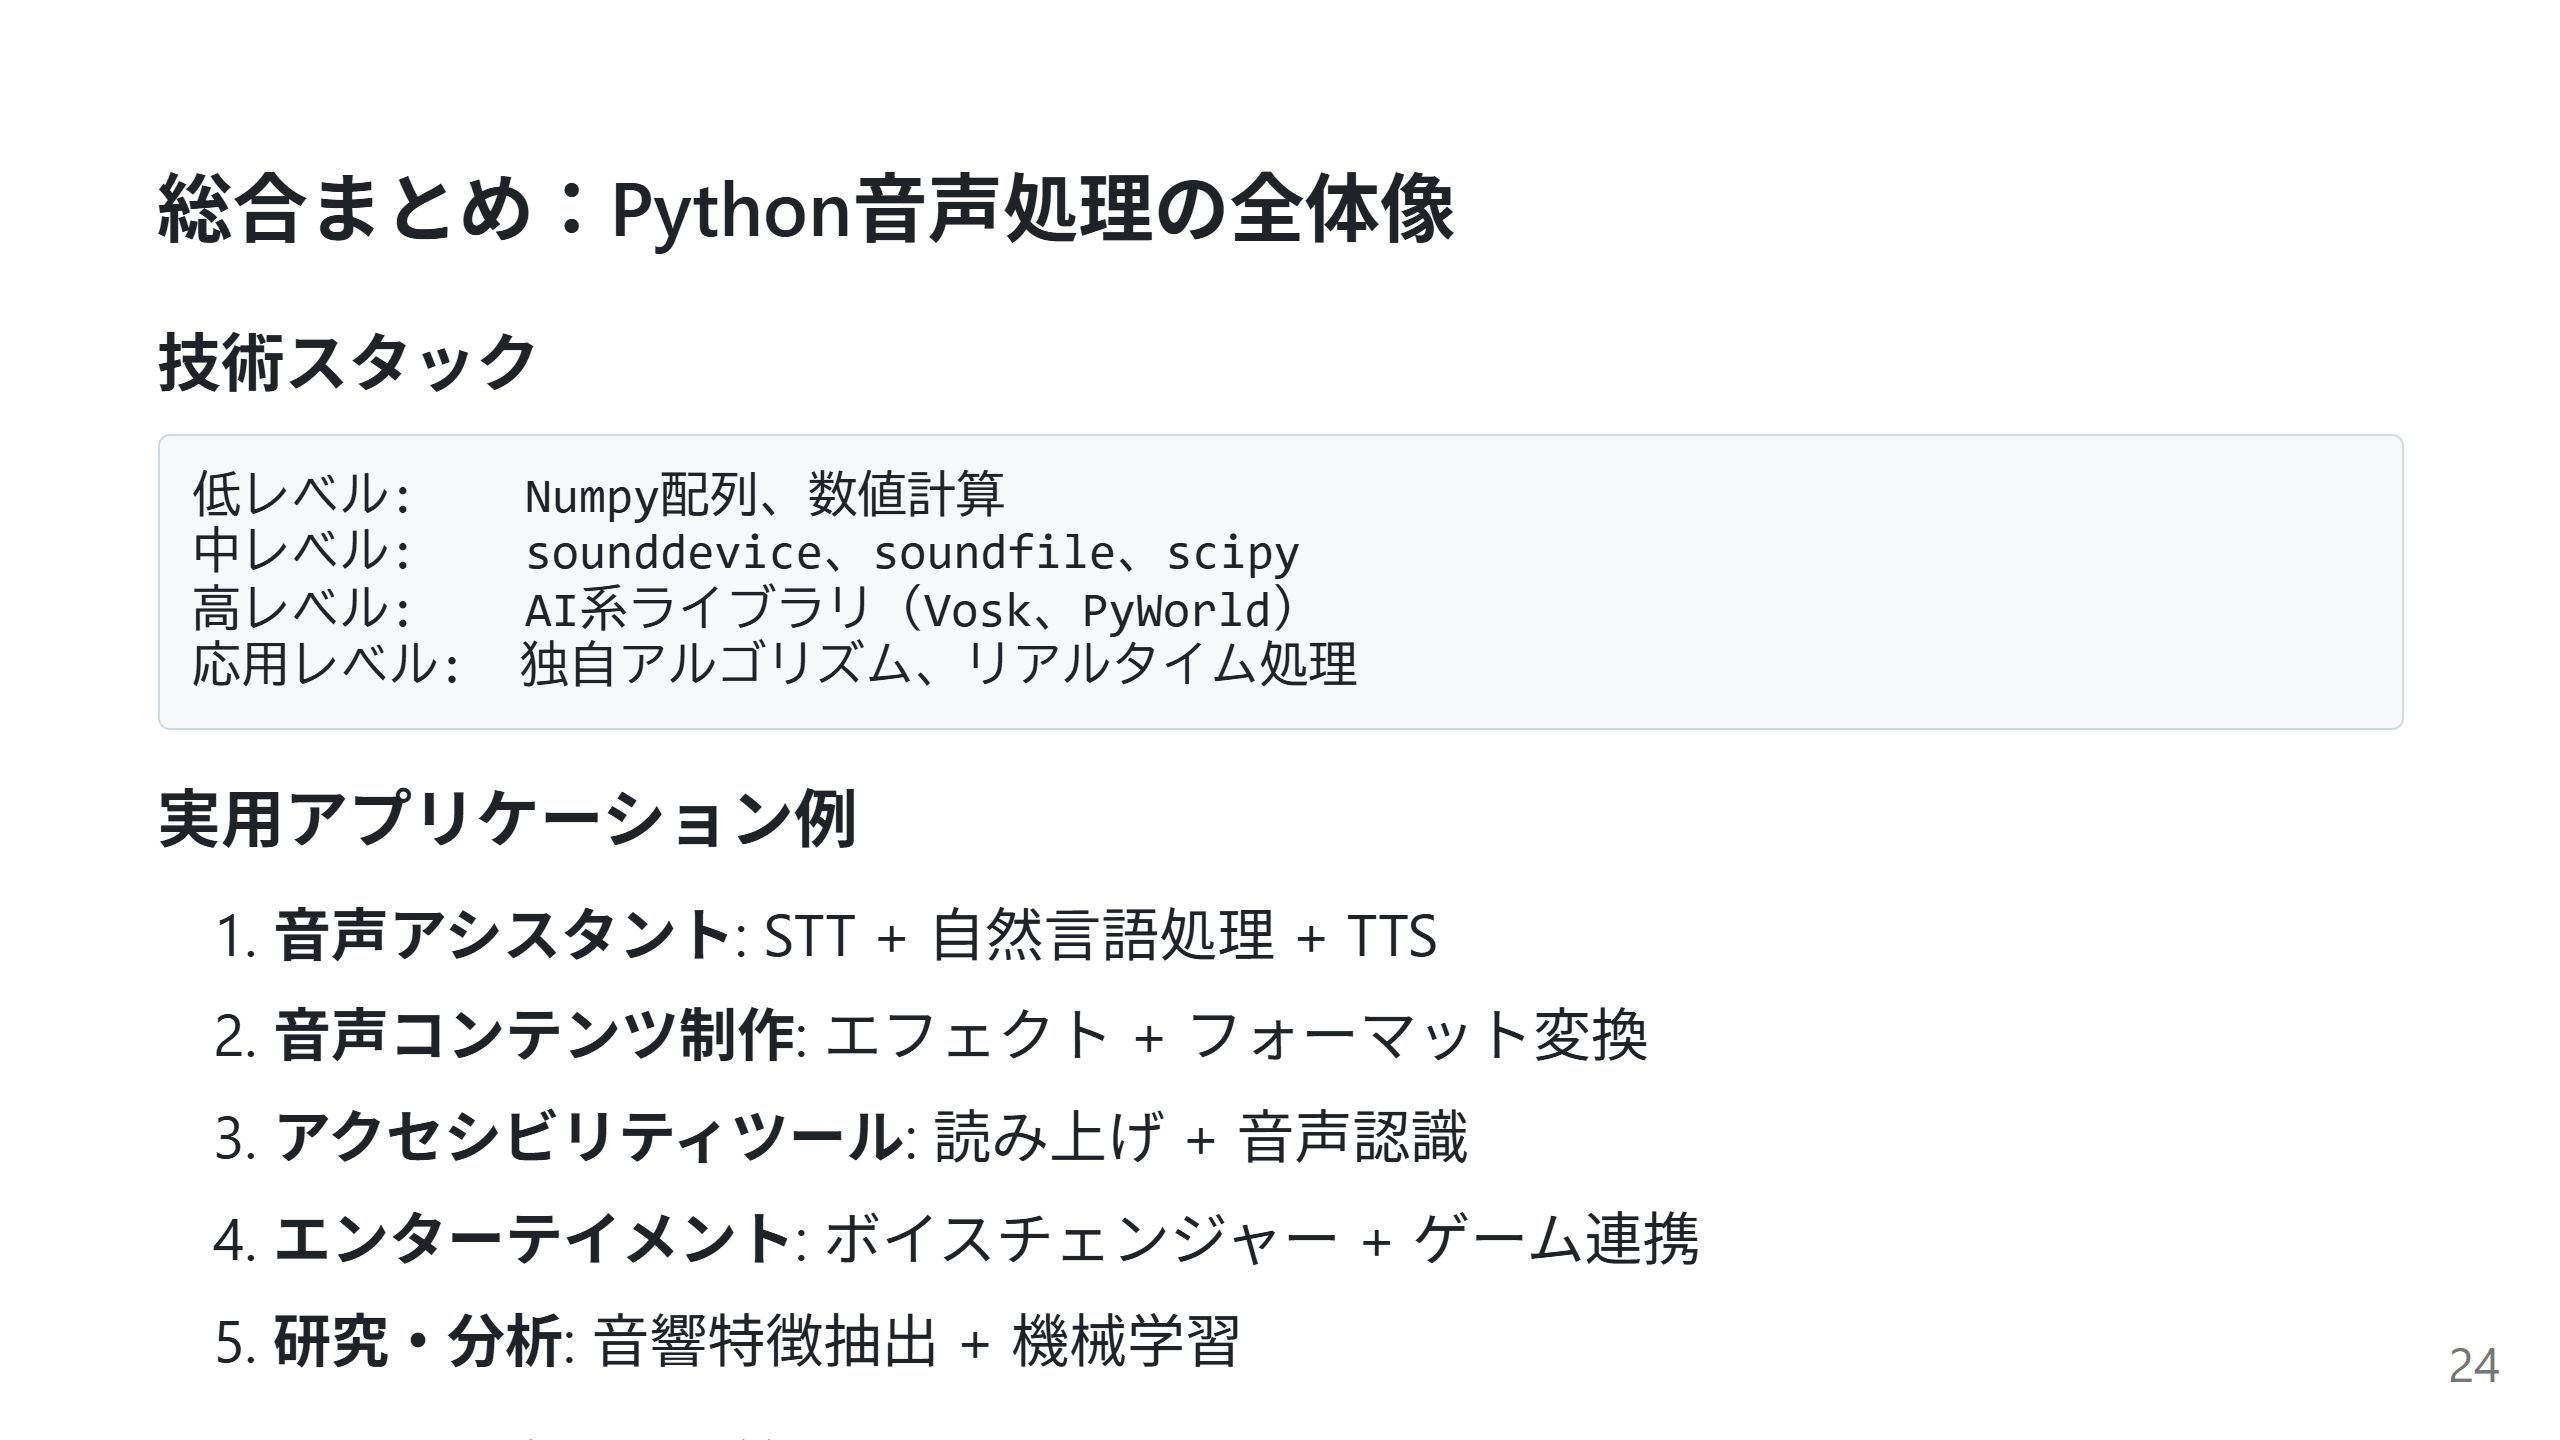 総合まとめ：Python音声処理の全体像
技術スタック
低レベル:    Numpy配列、数値計算
中レベル:    sounddevice、soundfile、scipy
高レベル:    AI系ライブラリ（Vosk、PyWorld）
応用レベル:  独自アルゴリズム、リアルタイム処理
実用アプリケーション例
1. 音声アシスタント: STT + 自然言語処理 + TTS
2. 音声コンテンツ制作: エフェクト + フォーマット変換
3. アクセシビリティツール: 読み上げ + 音声認識
4. エンターテイメント: ボイスチェンジャー + ゲーム連携
5. 研究・分析: 音響特徴抽出 + 機械学習
24